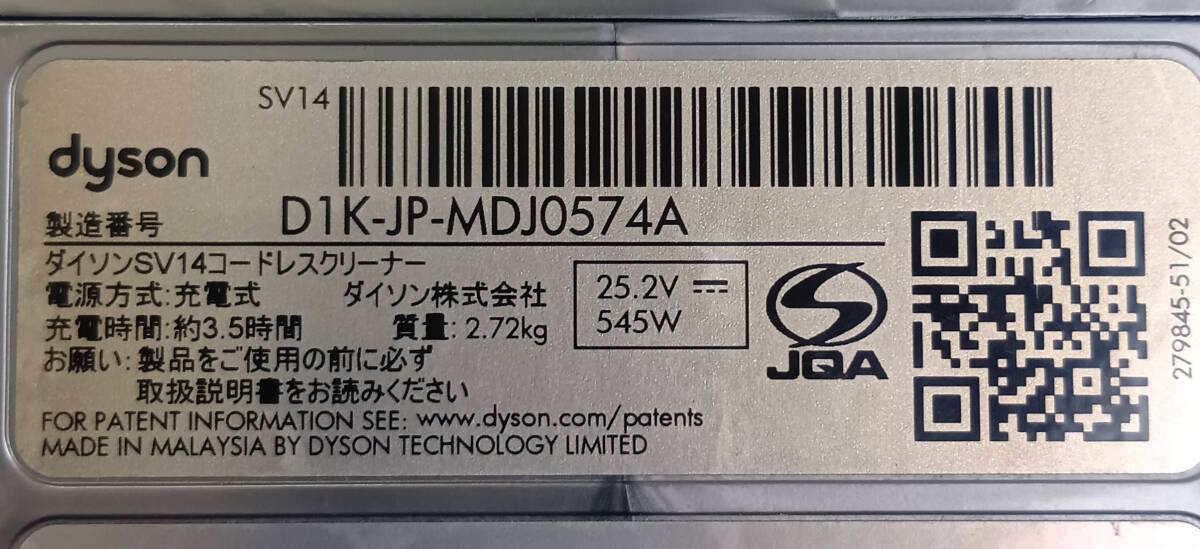 SV14
dyson
製造番号 D1K-JP-MDJ0574A
ダイソンSV14コードレスクリーナー
電源方式:充電式 ダイソン株式会社
充電時間:約3.5時間 質量:2.72kg
お願い:製品をご使用の前に必ず
取扱説明書をお読みください
25.2V
545W
JQA
FOR PATENT INFORMATION SEE: www.dyson.com/patents
MADE IN MALAYSIA BY DYSON TECHNOLOGY LIMITED
279845-51/02